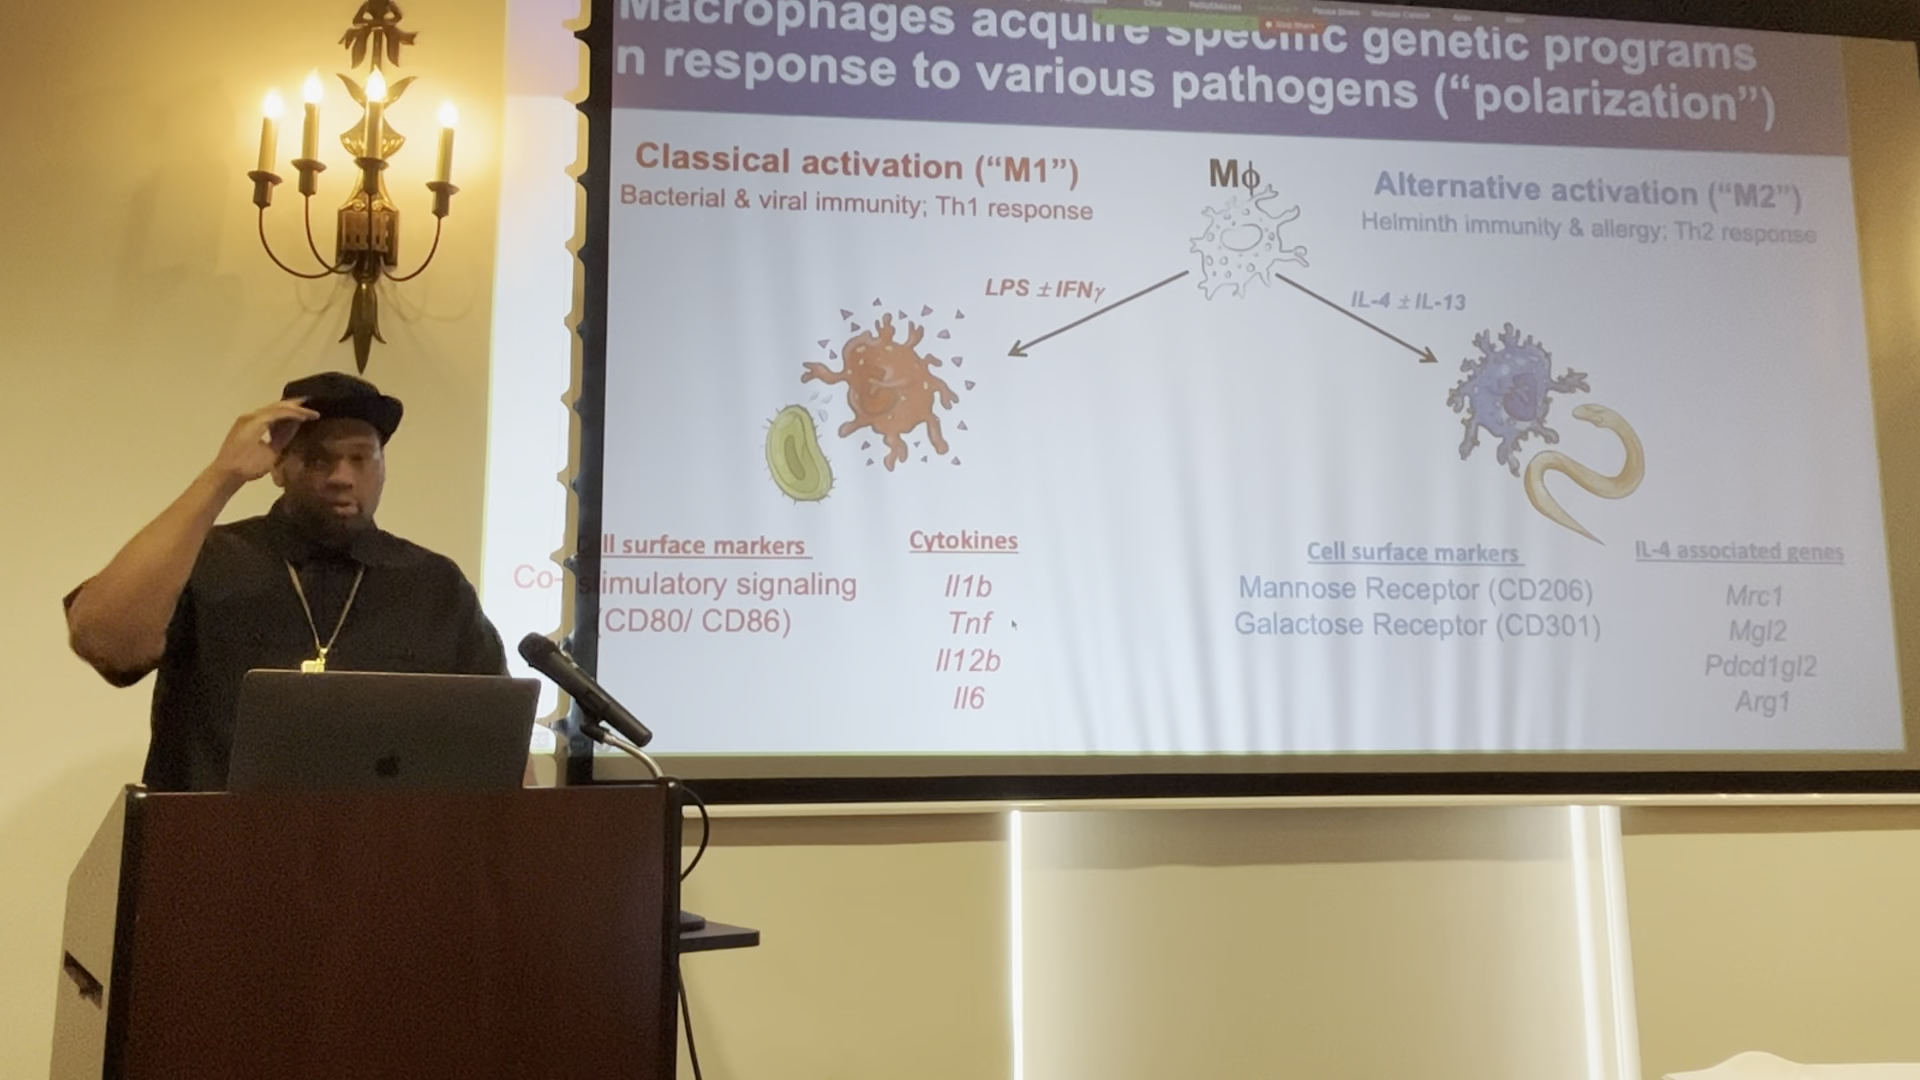 Macrophages acquire specific genetic programs
n response to various pathogens (“polarization”)
Classical activation (“M1”)
Bacterial & viral immunity; Th1 response
Mϕ
Alternative activation (“M2”)
Helminth immunity & allergy; Th2 response
LPS ±IFNγ
IL-4 ±IL-13
ll surface markers
Co-stimulatory signaling
(CD80/ CD86)
Cytokines
Il1b
Tnf
Il12b
Il6
Cell surface markers
Mannose Receptor (CD206)
Galactose Receptor (CD301)
IL-4 associated genes
Mrc1
Mgl2
Pdcd1gl2
Arg1